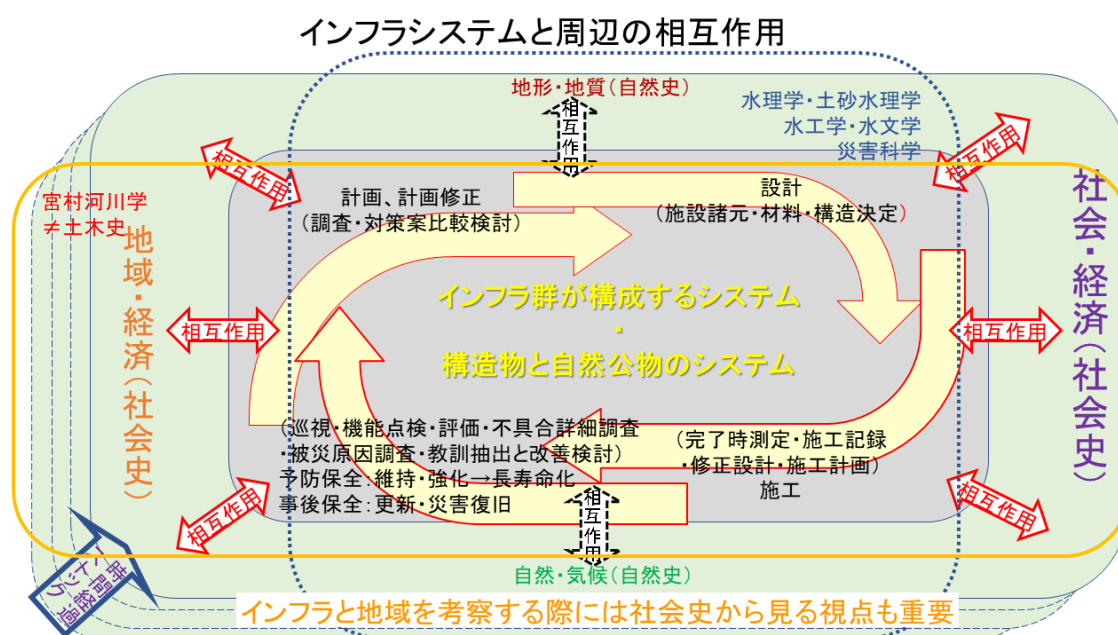 インフラシステムと周辺の相互作用
地形・地質（自然史）
水理学・土砂水理学
水工学・水文学
災害科学
相互作用
相互作用
相互作用
宮村河川学
≠土木史
計画、計画修正
（調査・対策案比較検討）
設計
（施設諸元・材料・構造決定）
地域・経済（社会史）
社会・経済（社会史）
インフラ群が構成するシステム
・
構造物と自然公物のシステム
相互作用
相互作用
（巡視・機能点検・評価・不具合詳細調査
・被災原因調査・教訓抽出と改善検討）
予防保全：維持・強化→長寿命化
事後保全：更新・災害復旧
（完了時測定・施工記録
・修正設計・施工計画）
施工
相互作用
相互作用
相互作用
自然・気候（自然史）
時間経過
インフラと地域を考察する際には社会史から見る視点も重要